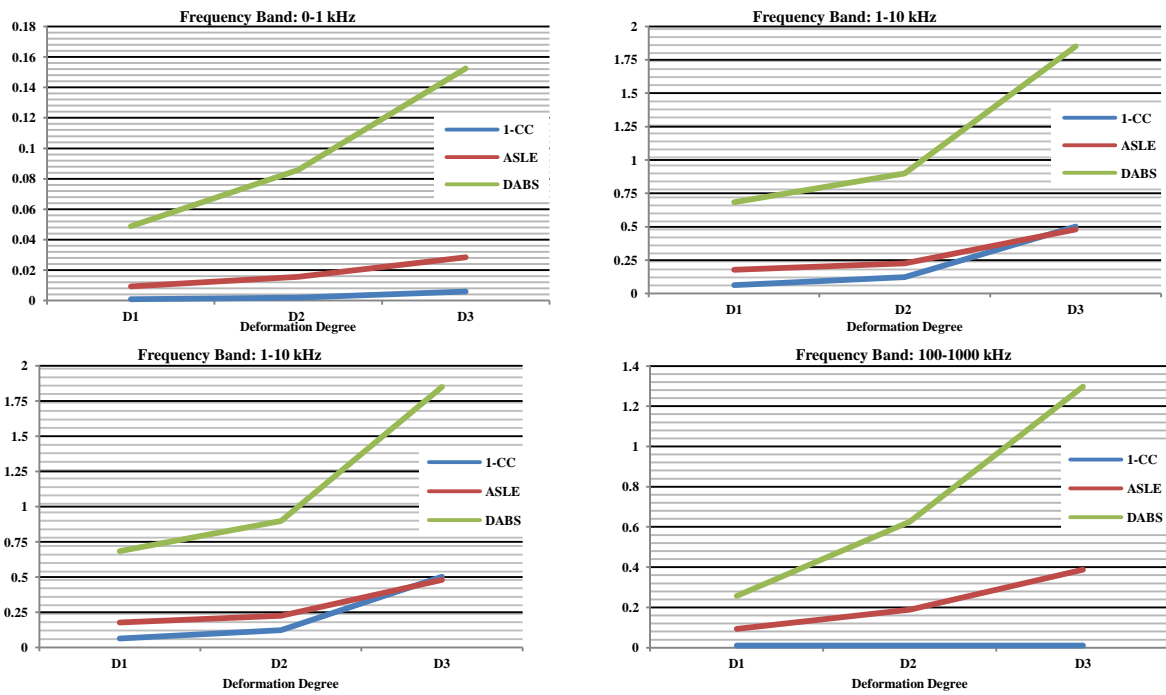 Frequency Band: 0-1 kHz
0.18
0.16
0.14
0.12
0.1
0.08
0.06
0.04
0.02
0
1-CC
ASLE
DABS
D1 D2 D3
Deformation Degree
Frequency Band: 1-10 kHz
2
1.75
1.5
1.25
1
0.75
0.5
0.25
0
1-CC
ASLE
DABS
D1 D2 D3
Deformation Degree
Frequency Band: 1-10 kHz
2
1.75
1.5
1.25
1
0.75
0.5
0.25
0
1-CC
ASLE
DABS
D1 D2 D3
Deformation Degree
Frequency Band: 100-1000 kHz
1.4
1.2
1
0.8
0.6
0.4
0.2
0
1-CC
ASLE
DABS
D1 D2 D3
Deformation Degree